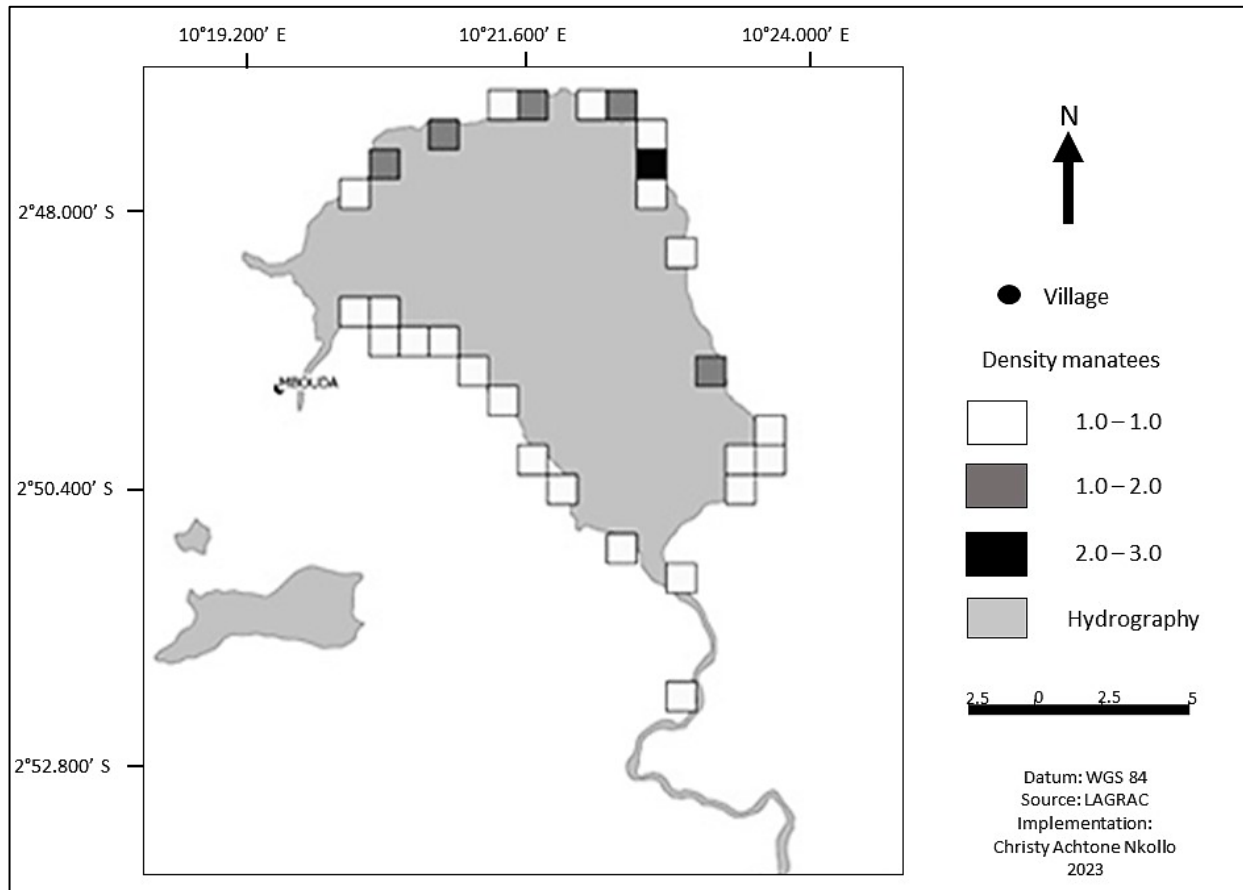 10°19.200' E 10°21.600' E 10°24.000' E
N
2°48.000' S
Village
Density manatees
MBOUDA
1.0 – 1.0
1.0 – 2.0
2°50.400' S
2.0 – 3.0
Hydrography
2.5 0 2.5 5
2°52.800' S
Datum: WGS 84
Source: LAGRAC
Implementation:
Christy Achtone Nkollo
2023